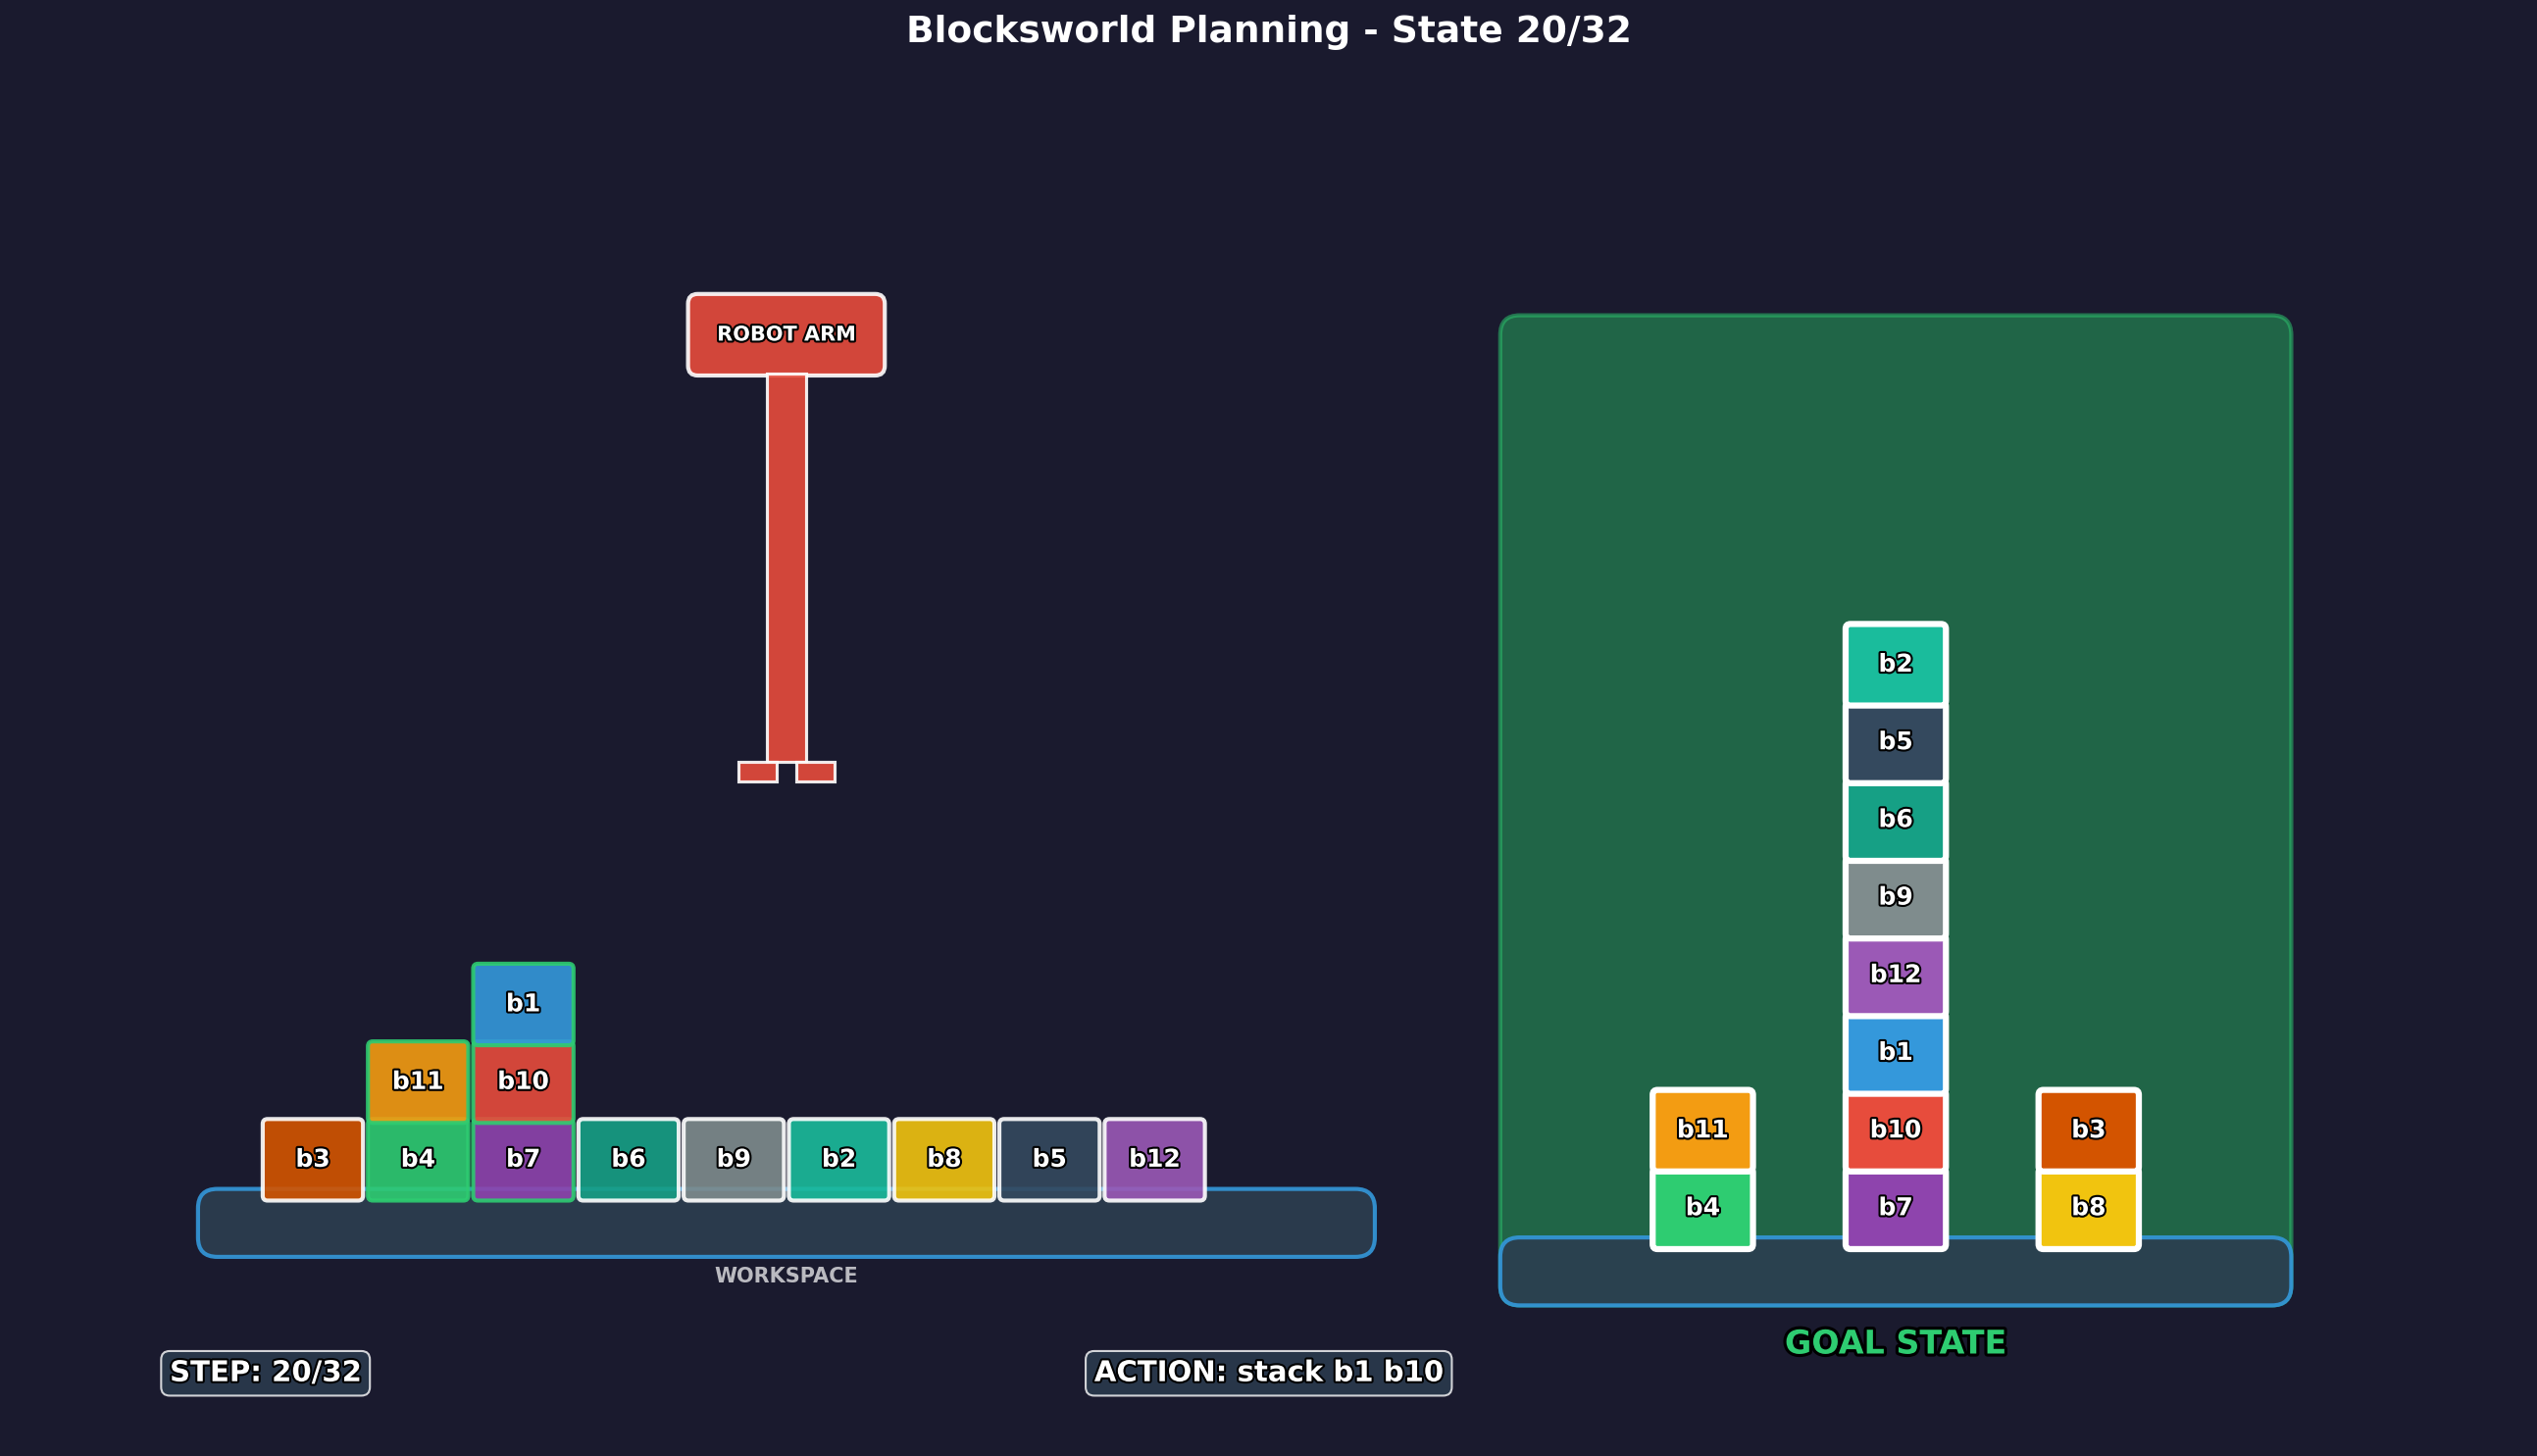 Blocksworld Planning - State 20/32
ROBOT ARM
b1
b11 b10
b3 b4 b7 b6 b9 b2 b8 b5 b12
WORKSPACE
b2
b5
b6
b9
b12
b1
b11 b10 b3
b4 b7 b8
GOAL STATE
STEP: 20/32
ACTION: stack b1 b10